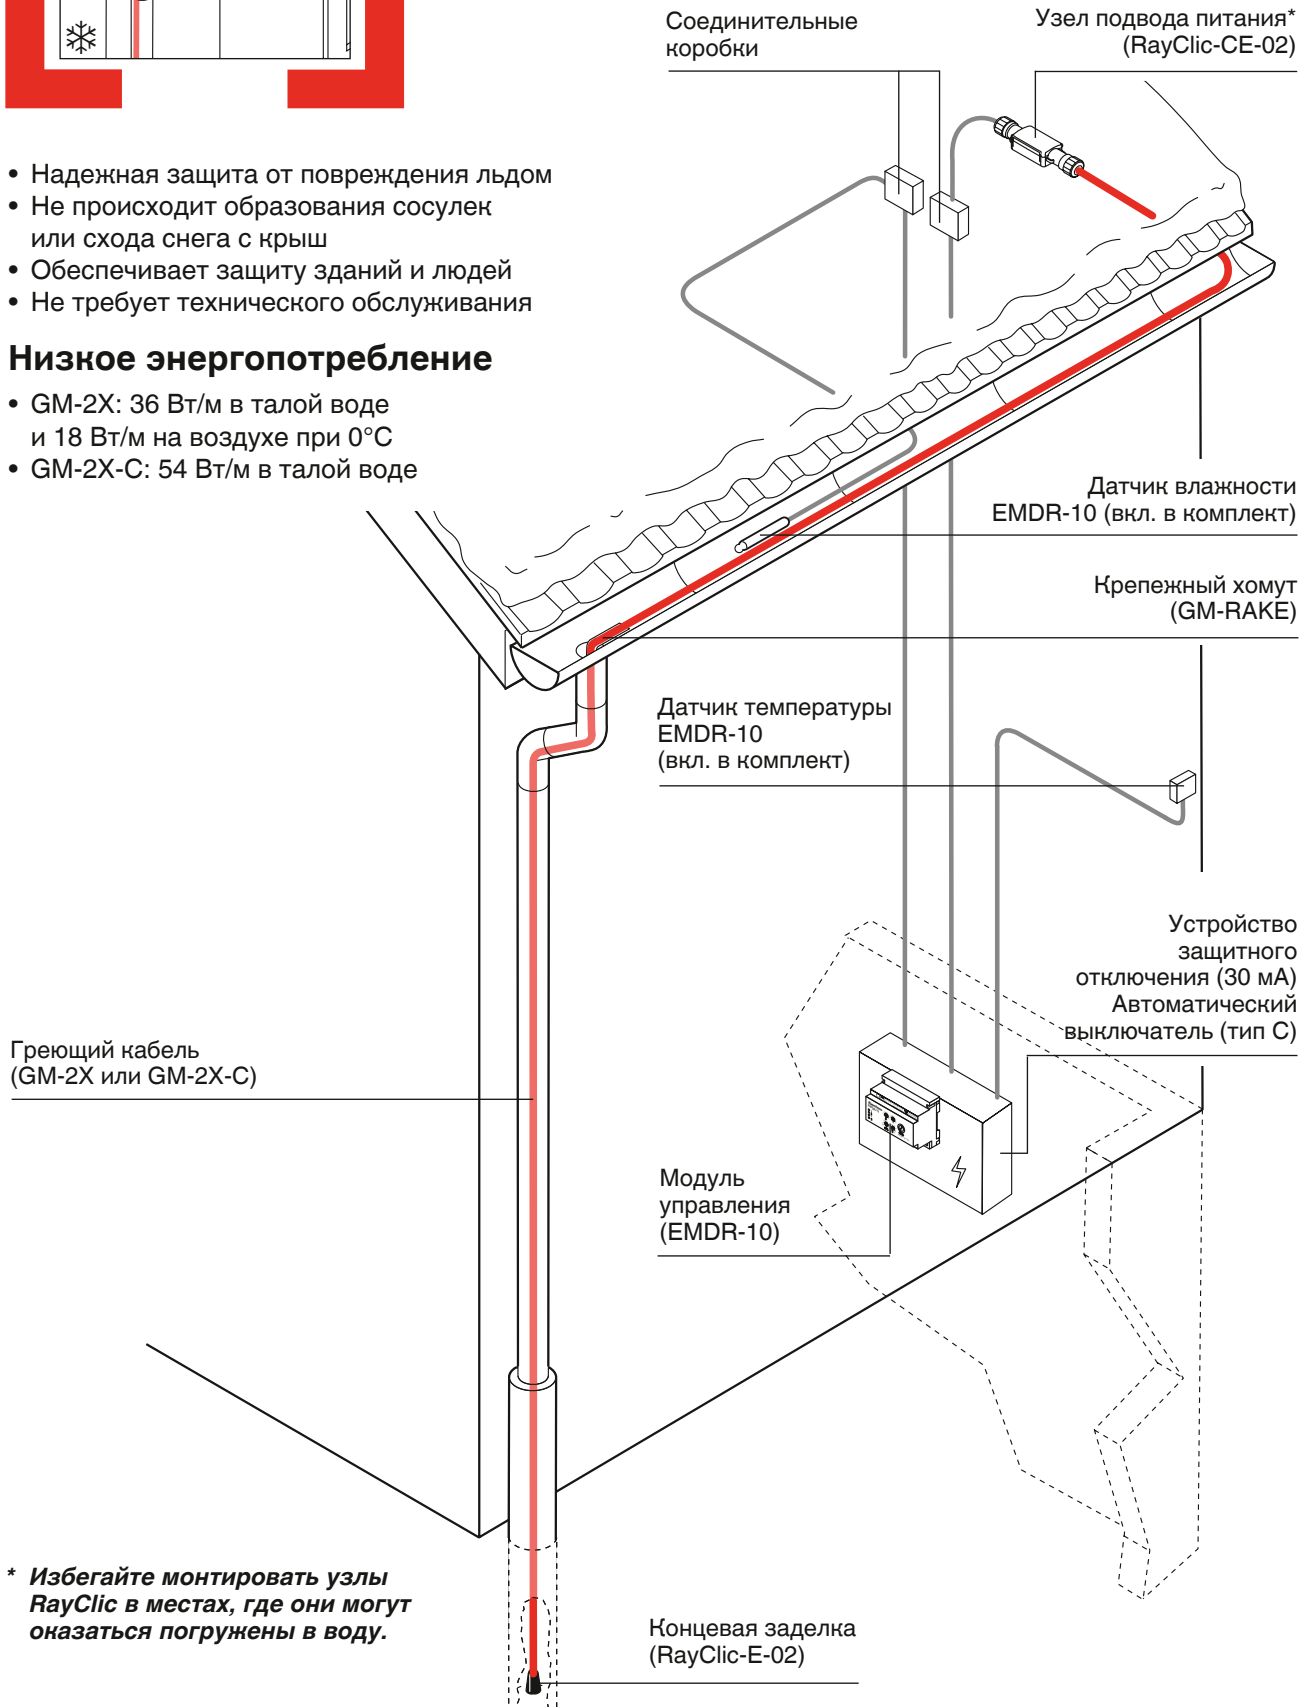 Соединительные
коробки
Узел подвода питания*
(RayClic-CE-02)
• Надежная защита от повреждения льдом
• Не происходит образования сосулек
или схода снега с крыш
• Обеспечивает защиту зданий и людей
• Не требует технического обслуживания
Низкое энергопотребление
• GM-2X: 36 Вт/м в талой воде
и 18 Вт/м на воздухе при 0°C
• GM-2X-C: 54 Вт/м в талой воде
Датчик влажности
EMDR-10 (вкл. в комплект)
Крепежный хомут
(GM-RAKE)
Датчик температуры
EMDR-10
(вкл. в комплект)
Устройство
защитного
отключения (30 мА)
Автоматический
выключатель (тип С)
Греющий кабель
(GM-2X или GM-2X-C)
Модуль
управления
(EMDR-10)
* Избегайте монтировать узлы
RayClic в местах, где они могут
оказаться погружены в воду.
Концевая заделка
(RayClic-E-02)